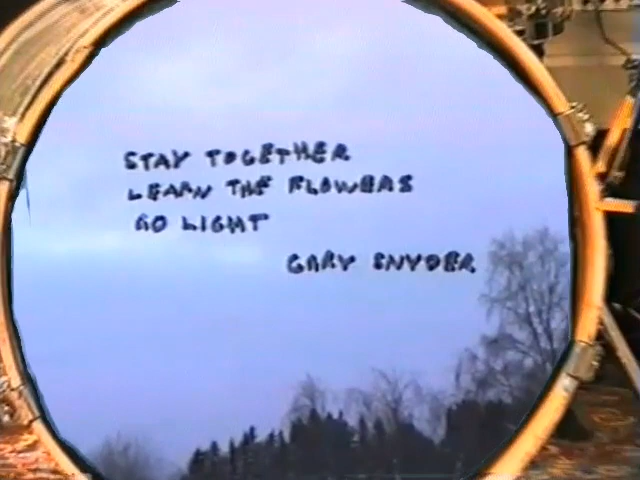 STAY TOGETHER
LEARN THE FLOWERS
GO LIGHT
GARY SNYDER